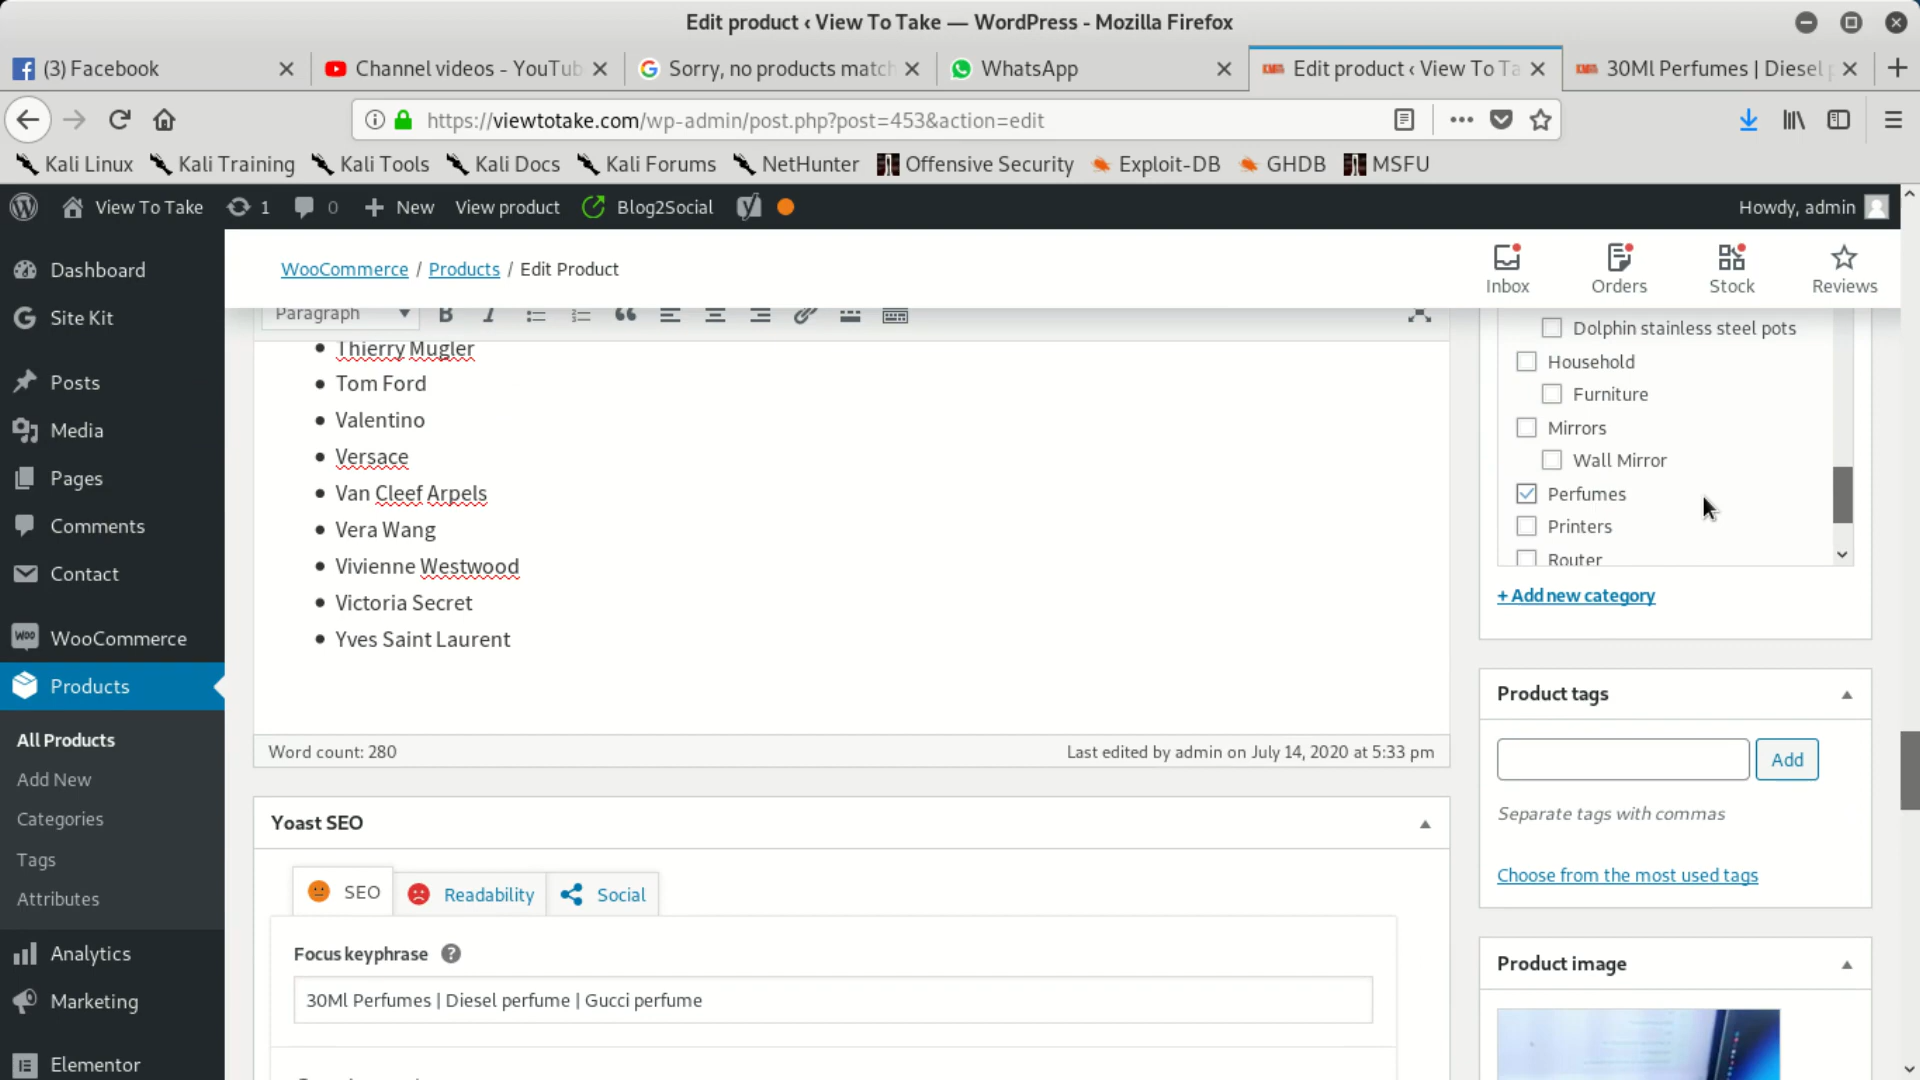 Edit product ‹ View To Take — WordPress - Mozilla Firefox
(3) Facebook
Channel videos - YouTub
Sorry, no products match
WhatsApp
Edit product ‹ View To Ta
30Ml Perfumes | Diesel p
https://viewtotake.com/wp-admin/post.php?post=453&action=edit
Kali Linux Kali Training Kali Tools Kali Docs Kali Forums NetHunter Offensive Security Exploit-DB GHDB MSFU
View To Take 1 0 New View product Blog2Social
Howdy, admin
Dashboard
Site Kit
Posts
Media
Pages
Comments
Contact
WooCommerce
Products
All Products
Add New
Categories
Tags
Attributes
Analytics
Marketing
Elementor
WooCommerce / Products / Edit Product
Inbox
Orders
Stock
Reviews
Paragraph
B I
Thierry Mugler
Tom Ford
Valentino
Versace
Van Cleef Arpels
Vera Wang
Vivienne Westwood
Victoria Secret
Yves Saint Laurent
Word count: 280
Last edited by admin on July 14, 2020 at 5:33 pm
Yoast SEO
SEO
Readability
Social
Focus keyphrase ?
30Ml Perfumes | Diesel perfume | Gucci perfume
Dolphin stainless steel pots
Household
Furniture
Mirrors
Wall Mirror
Perfumes
Printers
Router
+ Add new category
Product tags
Add
Separate tags with commas
Choose from the most used tags
Product image